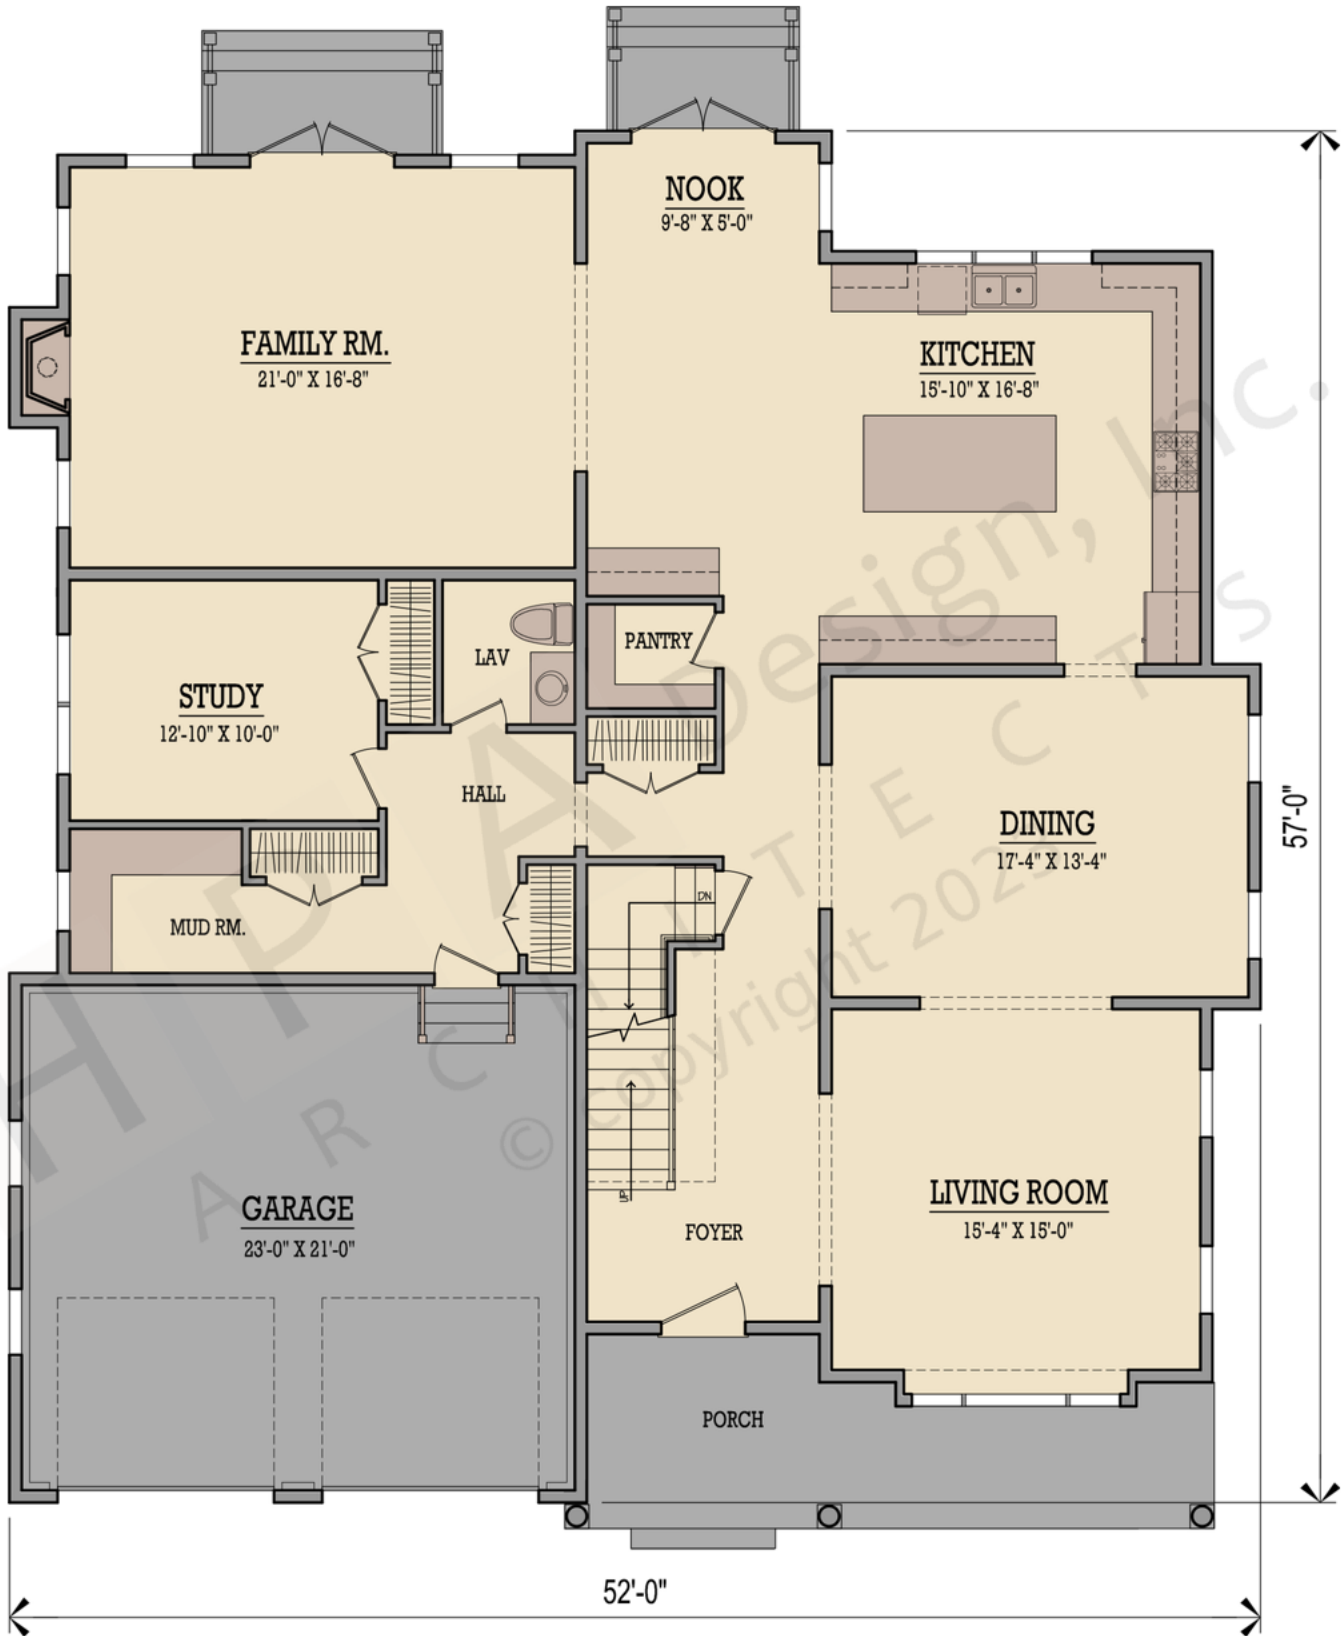 NOOK
9'-8" X 5'-0"
FAMILY RM.
21'-0" X 16'-8"
KITCHEN
15'-10" X 16'-8"
PANTRY
LAV
STUDY
12'-10" X 10'-0"
HALL
DINING
17'-4" X 13'-4"
57'-0"
DN
MUD RM.
LIVING ROOM
15'-4" X 15'-0"
GARAGE
23'-0" X 21'-0"
UP
FOYER
PORCH
52'-0"
HPA Design, Inc.
ARCHITECTS
© copyright 2023